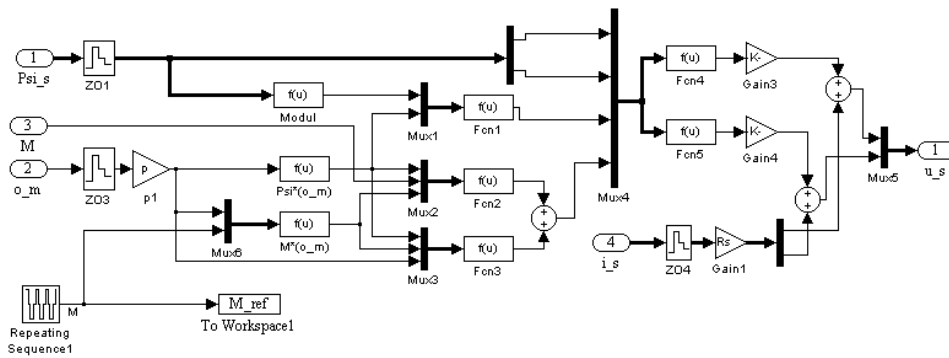 1
Psi_s
ZO1
f(u)
Modul
3
M
2
o_m
ZO3
p
p1
f(u)
Psi*(o_m)
Mux6
f(u)
M*(o_m)
Mux1
f(u)
Fcn1
Mux2
f(u)
Fcn2
Mux3
f(u)
Fcn3
Mux4
f(u)
Fcn4
K-
Gain3
f(u)
Fcn5
K-
Gain4
Mux5
1
u_s
4
i_s
ZO4
Rs
Gain1
M
M_ref
To Workspace1
Repeating
Sequence1